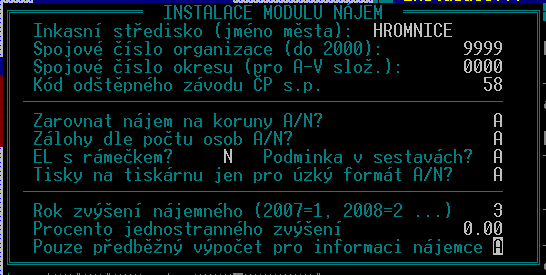 INSTALACE MODULU NÁJEM
Inkasní středisko (jméno města): HROMNICE
Spojové číslo organizace (do 2000): 9999
Spojové číslo okresu (pro A-V slož.): 0000
Kód odštěpného závodu ČP s.p. 58
Zarovnat nájem na koruny A/N? A
Zálohy dle počtu osob A/N? A
EL s rámečkem? N Podminka v sestavách? A
Tisky na tiskárnu jen pro úzký formát A/N? A
Rok zvýšení nájemného (2007=1, 2008=2 ...) 3
Procento jednostranného zvýšení 0.00
Pouze předběžný výpočet pro informaci nájemce A